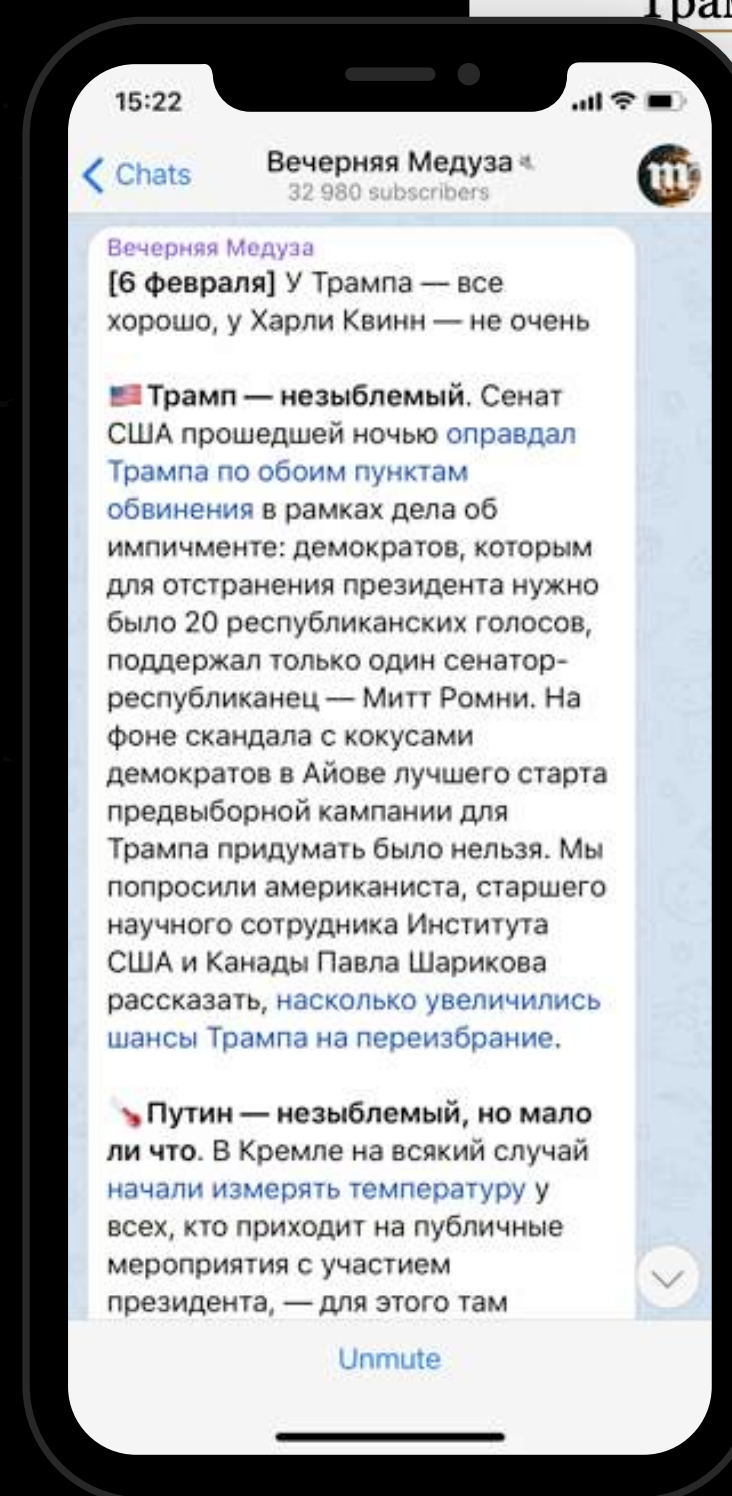 15:22
Chats
Вечерняя Медуза
32 980 subscribers
Вечерняя Медуза
[6 февраля] У Трампа — все
хорошо, у Харли Квинн — не очень
🇺🇸 Трамп — незыблемый. Сенат
США прошедшей ночью оправдал
Трампа по обоим пунктам
обвинения в рамках дела об
импичменте: демократов, которым
для отстранения президента нужно
было 20 республиканских голосов,
поддержал только один сенатор-
республиканец — Митт Ромни. На
фоне скандала с кокусами
демократов в Айове лучшего старта
предвыборной кампании для
Трампа придумать было нельзя. Мы
попросили американиста, старшего
научного сотрудника Института
США и Канады Павла Шарикова
рассказать, насколько увеличились
шансы Трампа на переизбрание.
Путин — незыблемый, но мало
ли что. В Кремле на всякий случай
начали измерять температуру у
всех, кто приходит на публичные
мероприятия с участием
президента, — для этого там
Unmute